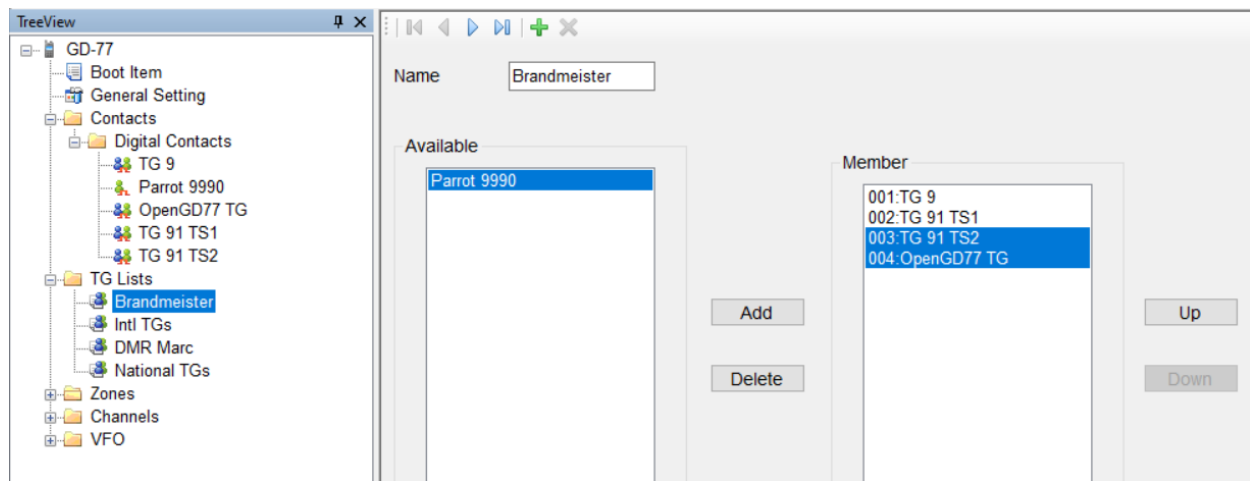 TreeView
GD-77
Boot Item
General Setting
Contacts
Digital Contacts
TG 9
Parrot 9990
OpenGD77 TG
TG 91 TS1
TG 91 TS2
TG Lists
Brandmeister
Intl TGs
DMR Marc
National TGs
Zones
Channels
VFO
Name
Brandmeister
Available
Parrot 9990
Add
Delete
Member
001:TG 9
002:TG 91 TS1
003:TG 91 TS2
004:OpenGD77 TG
Up
Down